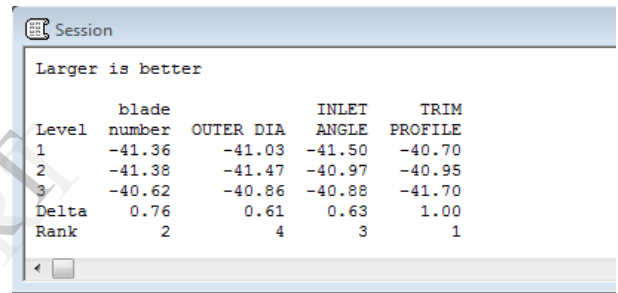 Session
Larger is better
blade INLET TRIM
Level number OUTER DIA ANGLE PROFILE
1 -41.36 -41.03 -41.50 -40.70
2 -41.38 -41.47 -40.97 -40.95
3 -40.62 -40.86 -40.88 -41.70
Delta 0.76 0.61 0.63 1.00
Rank 2 4 3 1